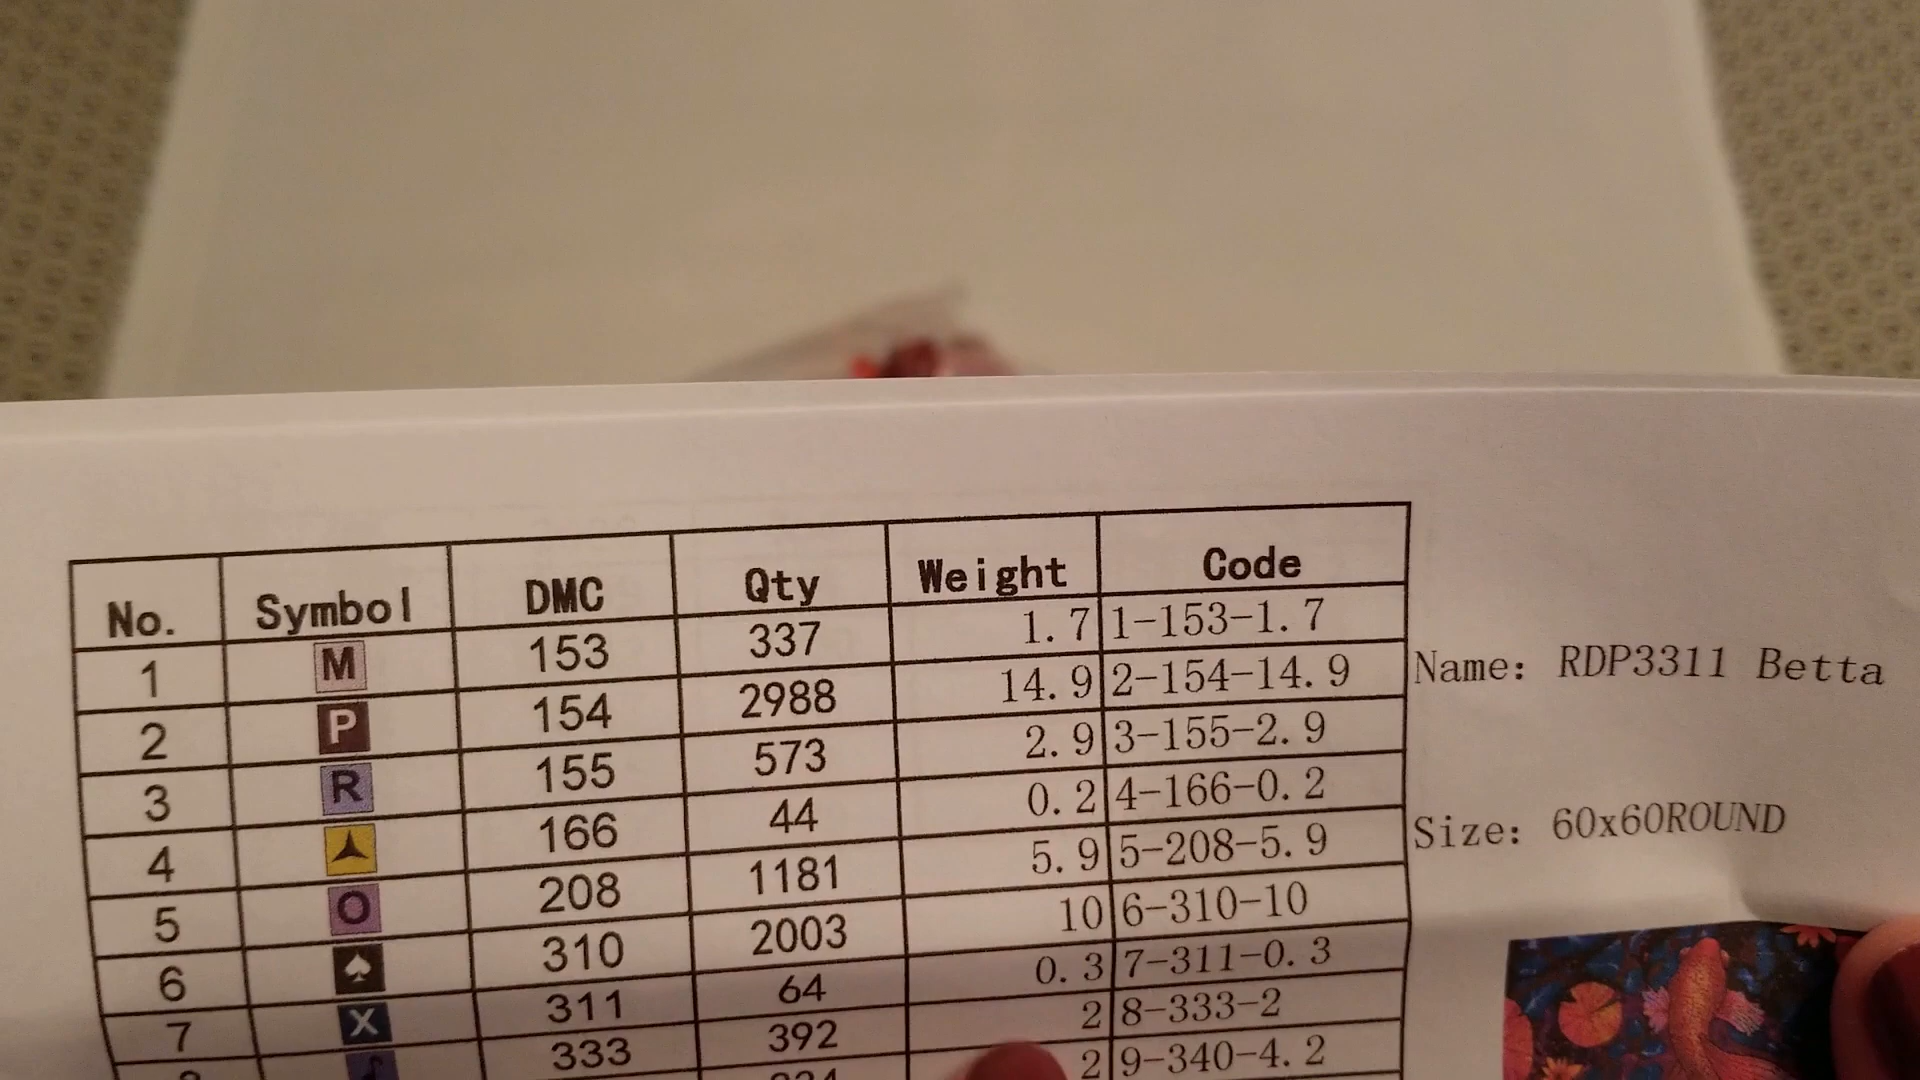 No. Symbol DMC Qty Weight Code
1 M 153 337 1.7 1-153-1.7
2 P 154 2988 14.9 2-154-14.9
Name: RDP3311 Betta
3 R 155 573 2.9 3-155-2.9
4 166 44 0.2 4-166-0.2
5 O 208 1181 5.9 5-208-5.9
Size: 60x60ROUND
6 ♠ 310 2003 10 6-310-10
7 X 311 64 0.3 7-311-0.3
333 392 2 8-333-2
2 9-340-4.2